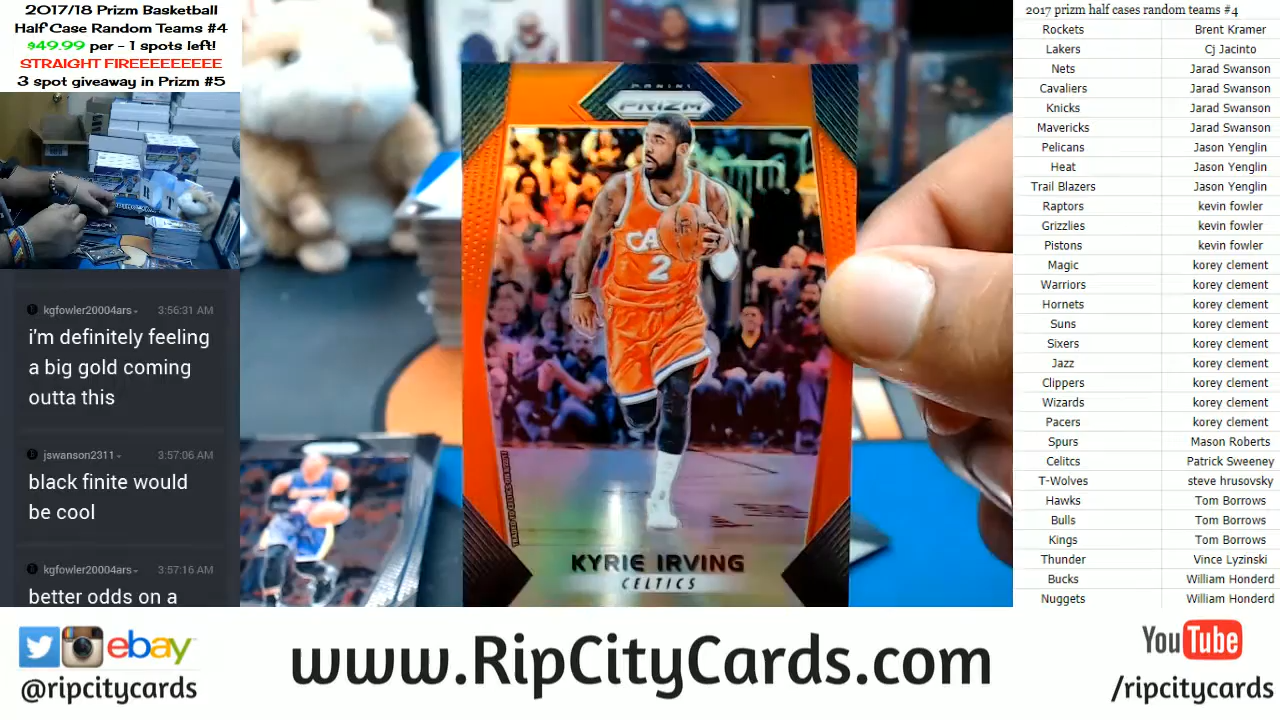 2017/18 Prizm Basketball
Half Case Random Teams #4
$49.99 per - 1 spots left!
STRAIGHT FIREEEEEEEEE
3 spot giveaway in Prizm #5
kgfowler20004ars
3:56:31 AM
i'm definitely feeling
a big gold coming
outta this
jswanson2311
3:57:06 AM
black finite would
be cool
kgfowler20004ars
3:57:16 AM
better odds on a
PANINI
PRIZM
CA
2
TRADED TO CELTICS ON 8/22/17
KYRIE IRVING
CELTICS
2017 prizm half cases random teams #4
Rockets Brent Kramer
Lakers Cj Jacinto
Nets Jarad Swanson
Cavaliers Jarad Swanson
Knicks Jarad Swanson
Mavericks Jarad Swanson
Pelicans Jason Yenglin
Heat Jason Yenglin
Trail Blazers Jason Yenglin
Raptors kevin fowler
Grizzlies kevin fowler
Pistons kevin fowler
Magic korey clement
Warriors korey clement
Hornets korey clement
Suns korey clement
Sixers korey clement
Jazz korey clement
Clippers korey clement
Wizards korey clement
Pacers korey clement
Spurs Mason Roberts
Celitcs Patrick Sweeney
T-Wolves steve hrusovsky
Hawks Tom Borrows
Bulls Tom Borrows
Kings Tom Borrows
Thunder Vince Lyzinski
Bucks William Honderd
Nuggets William Honderd
ebay
@ripcitycards
www.RipCityCards.com
YouTube
/ripcitycards